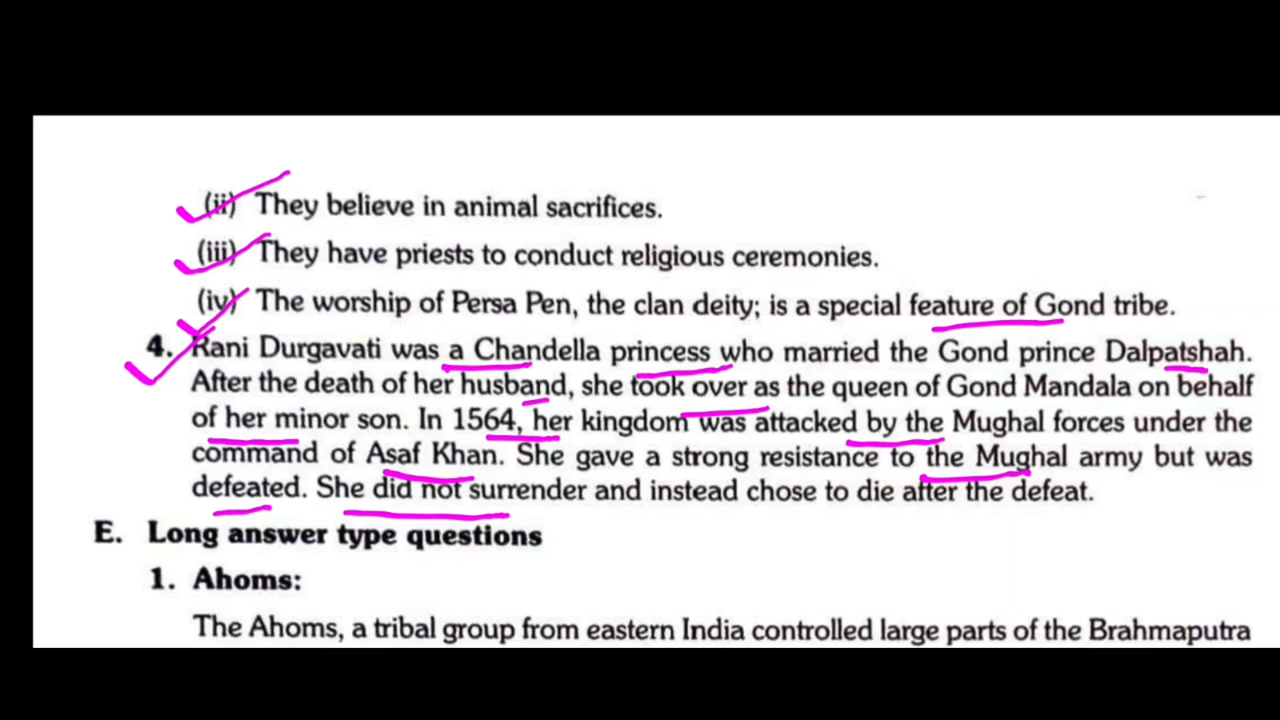 (ii) They believe in animal sacrifices.
(iii) They have priests to conduct religious ceremonies.
(iv) The worship of Persa Pen, the clan deity; is a special feature of Gond tribe.
4. Rani Durgavati was a Chandella princess who married the Gond prince Dalpatshah.
After the death of her husband, she took over as the queen of Gond Mandala on behalf
of her minor son. In 1564, her kingdom was attacked by the Mughal forces under the
command of Asaf Khan. She gave a strong resistance to the Mughal army but was
defeated. She did not surrender and instead chose to die after the defeat.
E. Long answer type questions
1. Ahoms:
The Ahoms, a tribal group from eastern India controlled large parts of the Brahmaputra